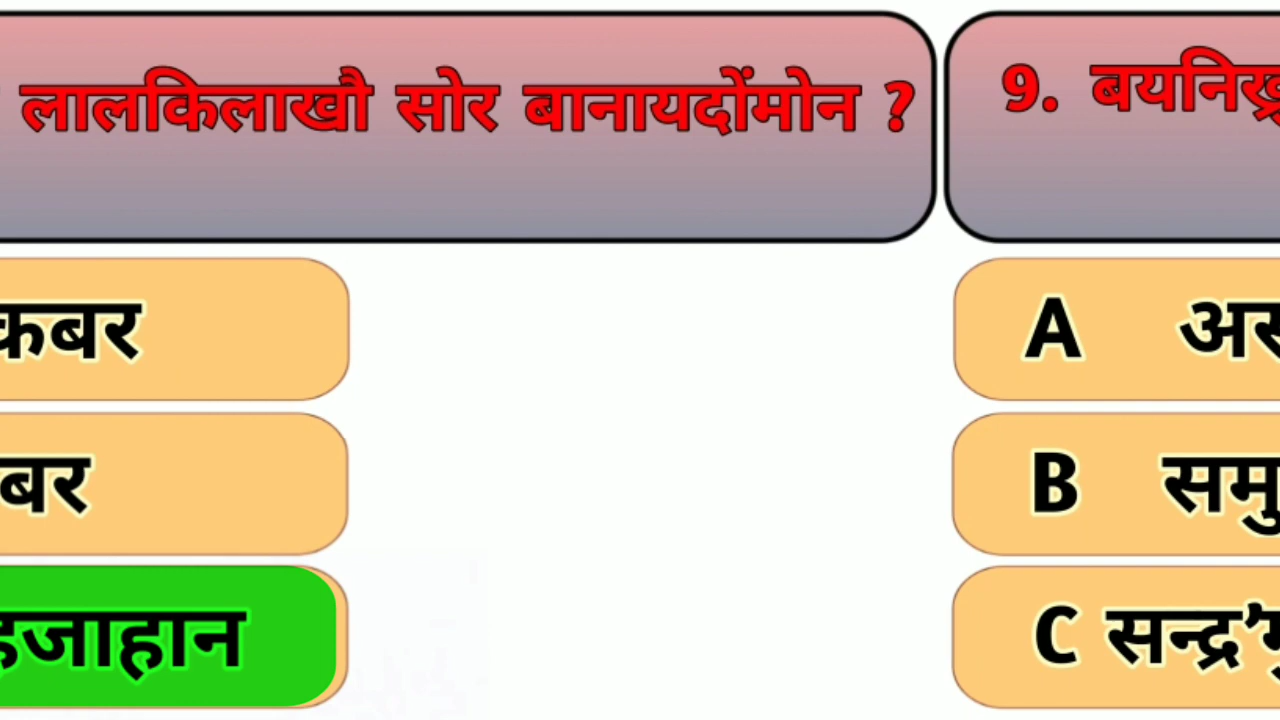 लालकिलाखौ सोर बानायदोंमोन ?
कबर
बर
हजाहान
9. बयनिख्रु
A अस
B समु
C सन्द्र’मु